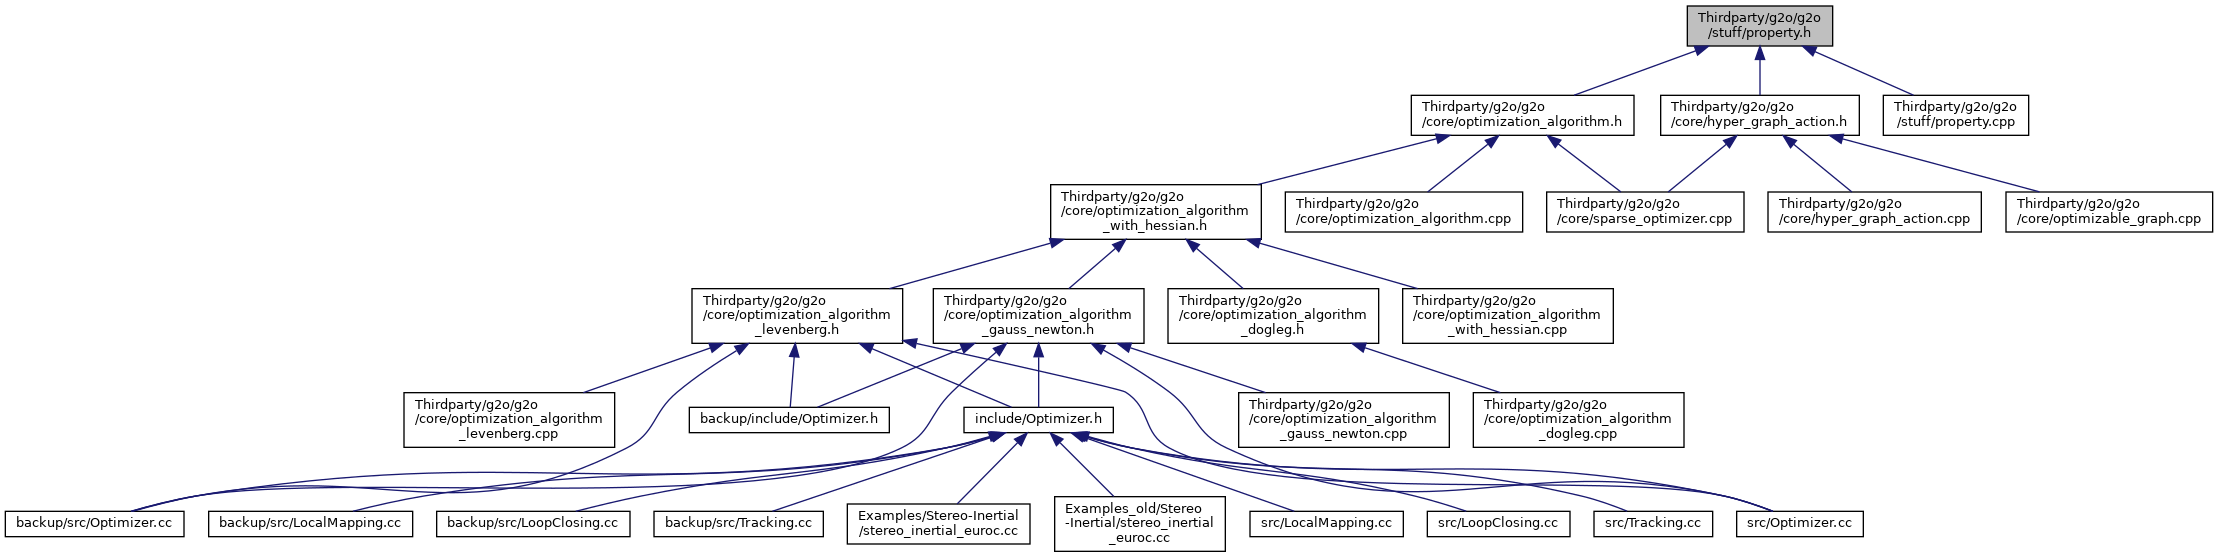 Thirdparty/g2o/g2o
/stuff/property.h
Thirdparty/g2o/g2o
/core/optimization_algorithm.h
Thirdparty/g2o/g2o
/core/hyper_graph_action.h
Thirdparty/g2o/g2o
/stuff/property.cpp
Thirdparty/g2o/g2o
/core/optimization_algorithm
_with_hessian.h
Thirdparty/g2o/g2o
/core/optimization_algorithm.cpp
Thirdparty/g2o/g2o
/core/sparse_optimizer.cpp
Thirdparty/g2o/g2o
/core/hyper_graph_action.cpp
Thirdparty/g2o/g2o
/core/optimizable_graph.cpp
Thirdparty/g2o/g2o
/core/optimization_algorithm
_levenberg.h
Thirdparty/g2o/g2o
/core/optimization_algorithm
_gauss_newton.h
Thirdparty/g2o/g2o
/core/optimization_algorithm
_dogleg.h
Thirdparty/g2o/g2o
/core/optimization_algorithm
_with_hessian.cpp
Thirdparty/g2o/g2o
/core/optimization_algorithm
_levenberg.cpp
backup/include/Optimizer.h
include/Optimizer.h
Thirdparty/g2o/g2o
/core/optimization_algorithm
_gauss_newton.cpp
Thirdparty/g2o/g2o
/core/optimization_algorithm
_dogleg.cpp
backup/src/Optimizer.cc
backup/src/LocalMapping.cc
backup/src/LoopClosing.cc
backup/src/Tracking.cc
Examples/Stereo-Inertial
/stereo_inertial_euroc.cc
Examples_old/Stereo
-Inertial/stereo_inertial
_euroc.cc
src/LocalMapping.cc
src/LoopClosing.cc
src/Tracking.cc
src/Optimizer.cc